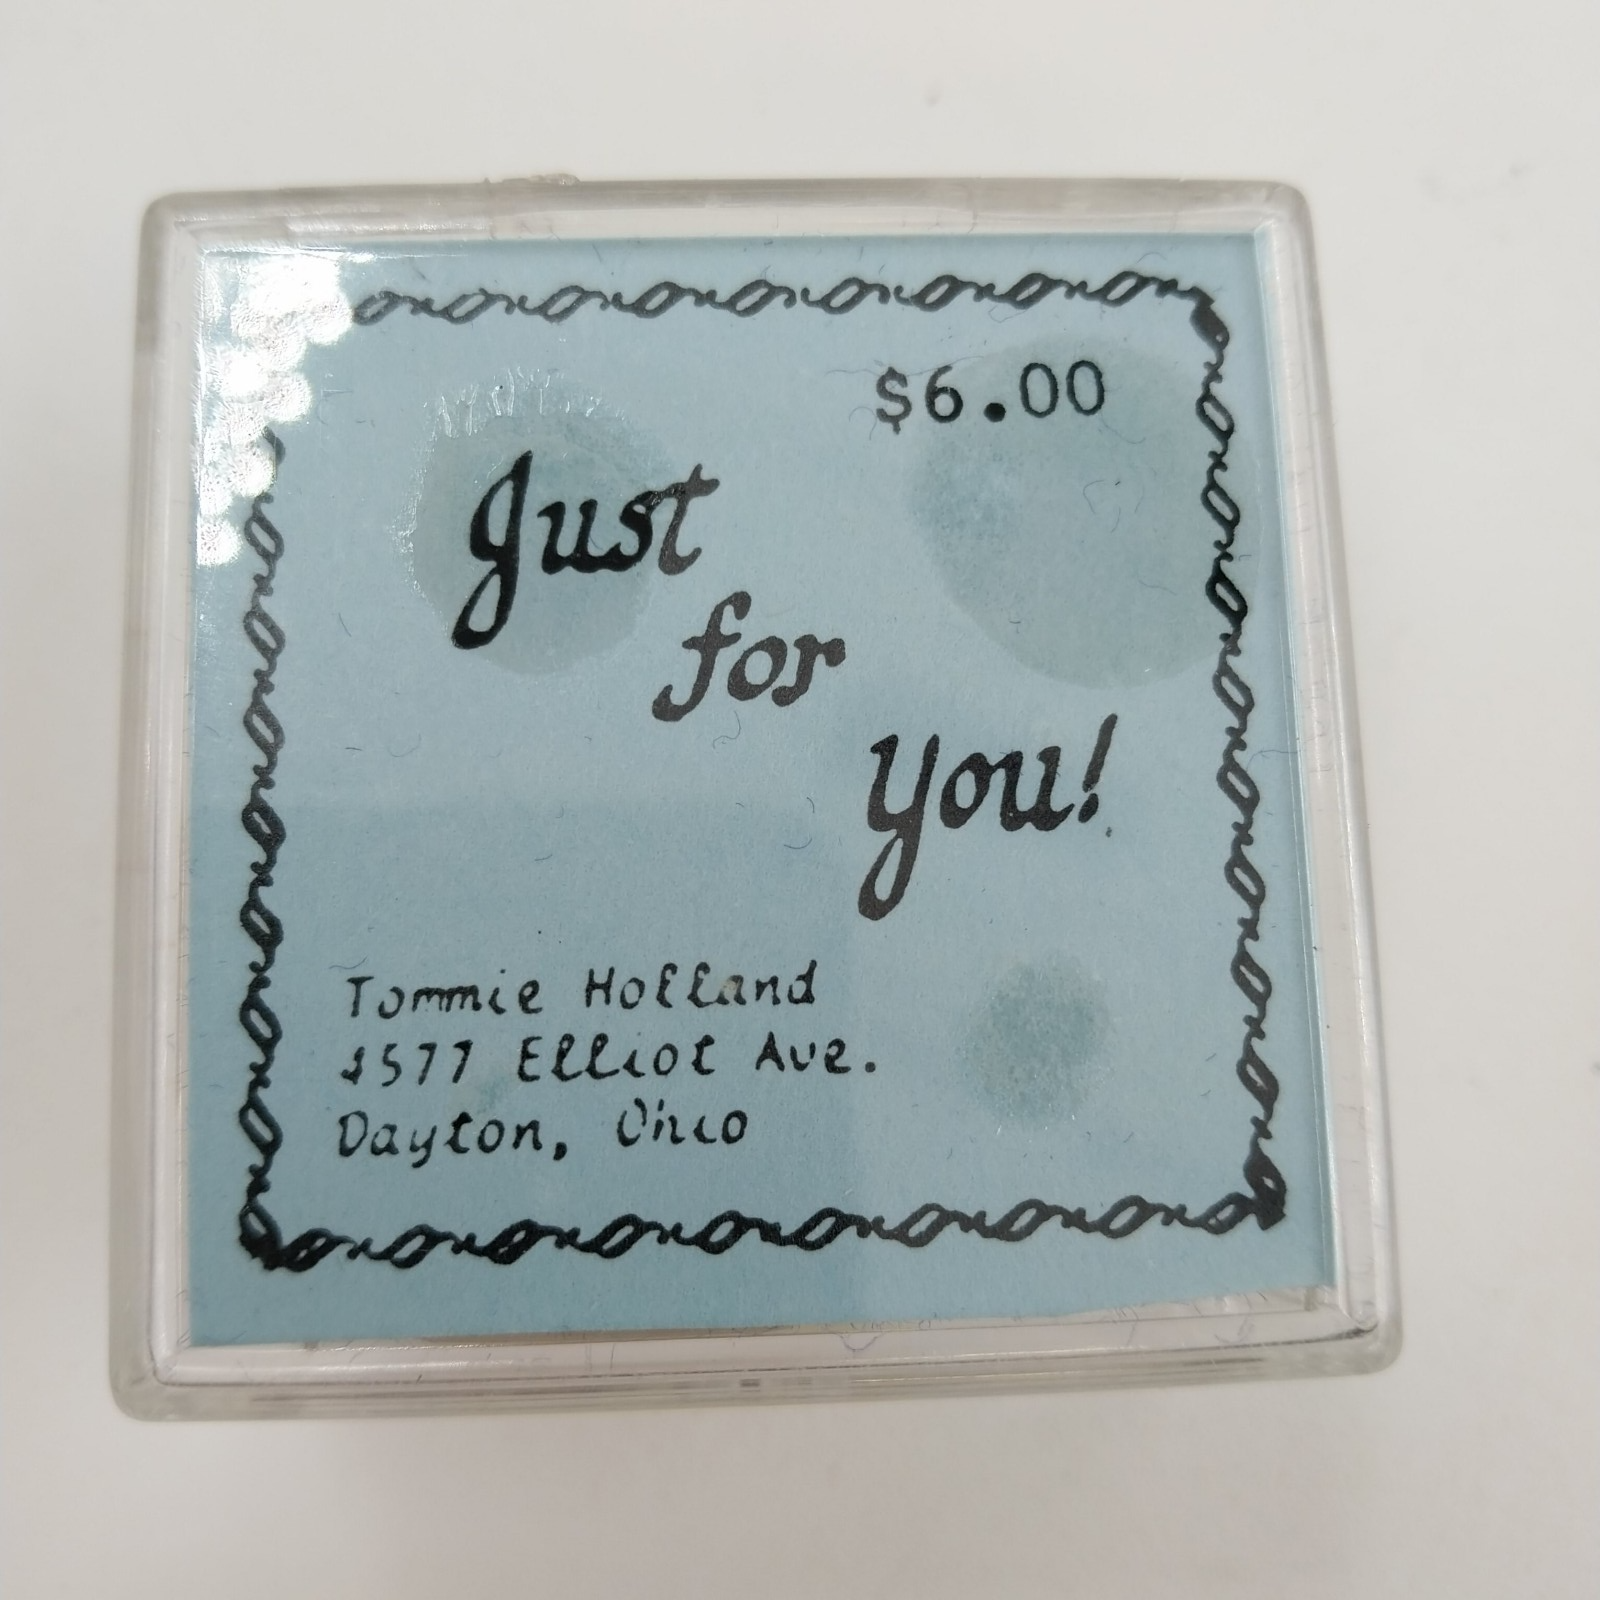 $6.00
Just
for
you!
Tommie Holland
1577 Elliot Ave.
Dayton, Ohio